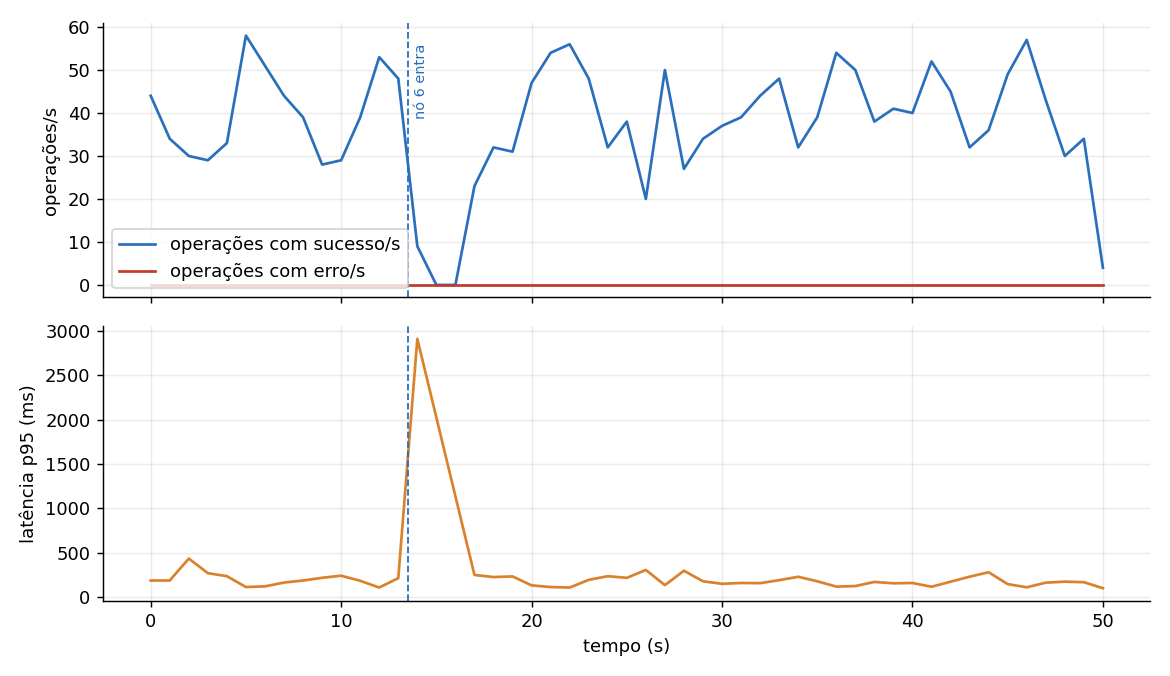 60
50
40
30
20
10
0
operações/s
nó 6 entra
operações com sucesso/s
operações com erro/s
3000
2500
2000
1500
1000
500
0
latência p95 (ms)
0 10 20 30 40 50
tempo (s)